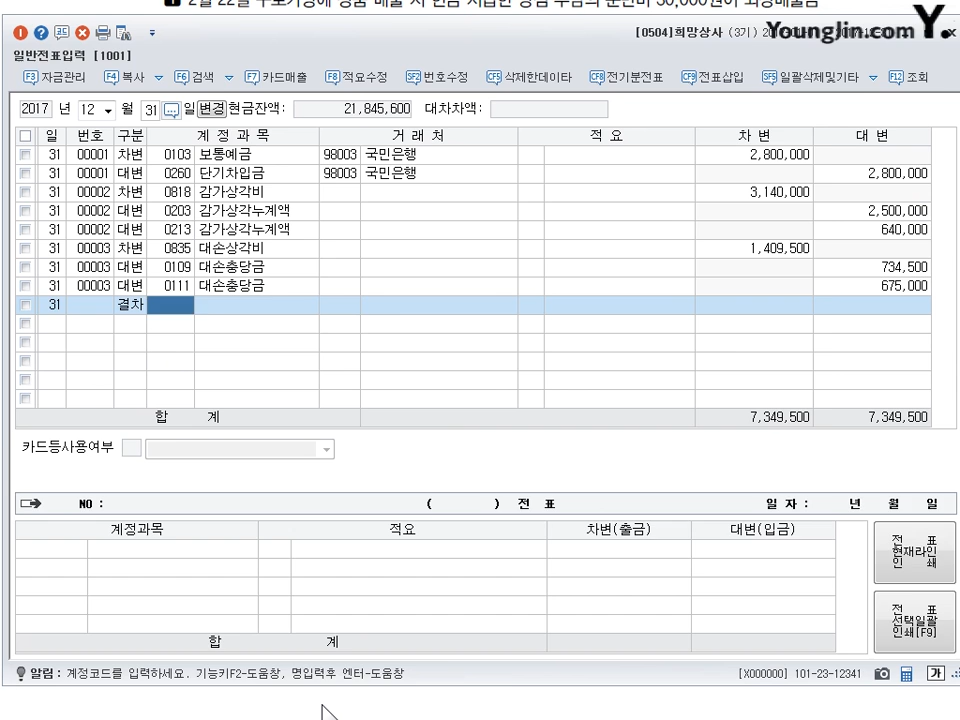 [0504]희망상사 (3기)
Younglin.com Y.
일반전표입력 [1001]
F3 자금관리 F4 복사 F6 검색 F7 카드매출 F8 적요수정 SF2 번호수정 CF5 삭제한데이타 CF8 전기분전표 CF9 전표삽입 SF5 일괄삭제및기타 F12 조회
2017 년 12 월 31 일 변경 현금잔액: 21,845,600 대차차액:
일 번호 구분 계 정 과 목 거 래 처 적 요 차 변 대 변
31 00001 차변 0103 보통예금 98003 국민은행 2,800,000
31 00001 대변 0260 단기차입금 98003 국민은행 2,800,000
31 00002 차변 0818 감가상각비 3,140,000
31 00002 대변 0203 감가상각누계액 2,500,000
31 00002 대변 0213 감가상각누계액 640,000
31 00003 차변 0835 대손상각비 1,409,500
31 00003 대변 0109 대손충당금 734,500
31 00003 대변 0111 대손충당금 675,000
31 결차
합 계 7,349,500 7,349,500
카드등사용여부
NO : ( ) 전 표 일 자 : 년 월 일
계정과목 적요 차변(출금) 대변(입금)
합 계
전 표
현재라인
인 쇄
전 표
선택일괄
인쇄[F9]
알림 : 계정코드를 입력하세요. 기능키F2-도움창, 명입력후 엔터-도움창 [X000000] 101-23-12341 가